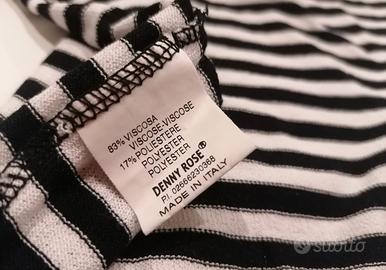 83% VISCOSA
VISCOSE-VISCOSE
17% POLIESTERE
POLYESTER
POLYESTER
DENNY ROSE®
P.I. 02666230368
MADE IN ITALY
subito